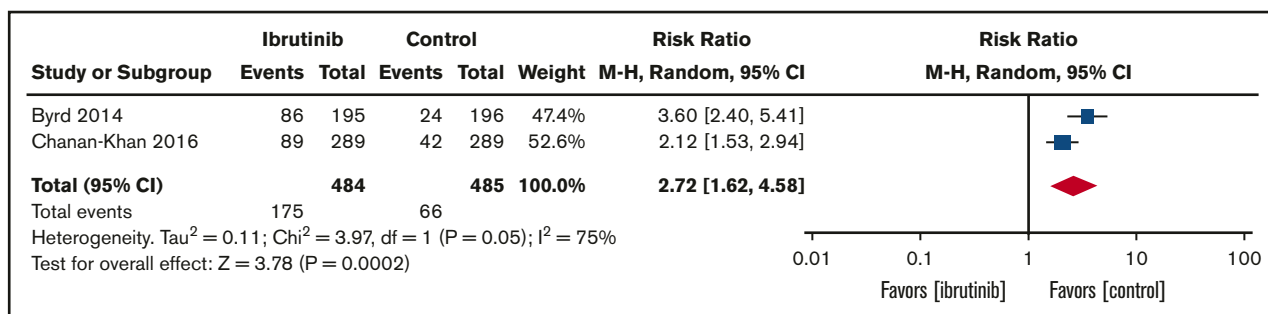 Ibrutinib Control Risk Ratio Risk Ratio
Study or Subgroup Events Total Events Total Weight M-H, Random, 95% CI M-H, Random, 95% CI
Byrd 2014 86 195 24 196 47.4% 3.60 [2.40, 5.41]
Chanan-Khan 2016 89 289 42 289 52.6% 2.12 [1.53, 2.94]
Total (95% CI) 484 485 100.0% 2.72 [1.62, 4.58]
Total events 175 66
Heterogeneity. Tau² = 0.11; Chi² = 3.97, df = 1 (P = 0.05); I² = 75%
Test for overall effect: Z = 3.78 (P = 0.0002)
0.01 0.1 1 10 100
Favors [ibrutinib] Favors [control]